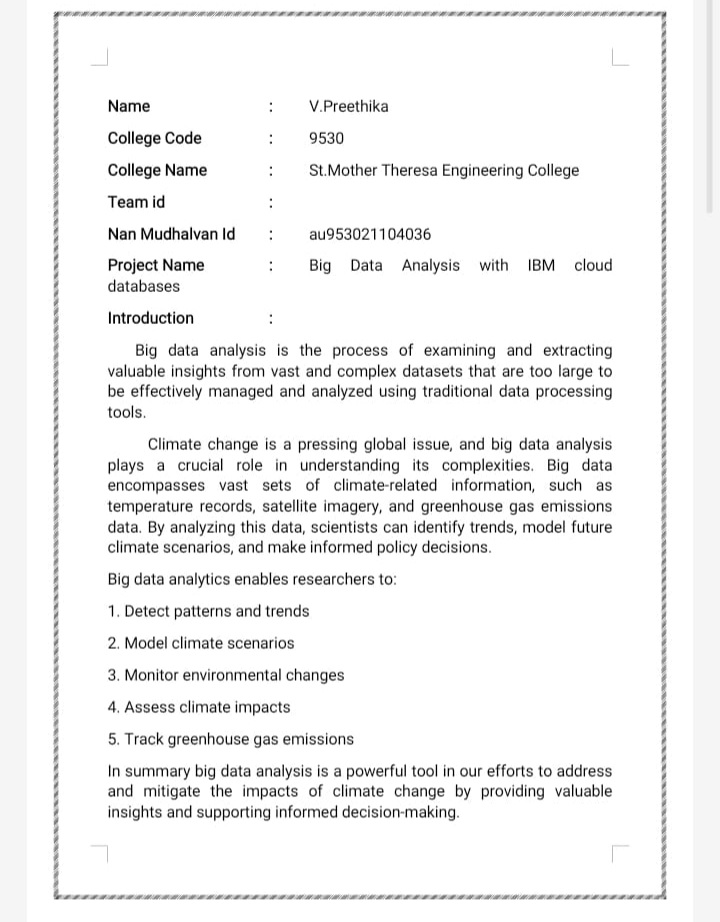 Name : V.Preethika
College Code : 9530
College Name : St.Mother Theresa Engineering College
Team id :
Nan Mudhalvan Id : au953021104036
Project Name : Big Data Analysis with IBM cloud
databases
Introduction :
Big data analysis is the process of examining and extracting
valuable insights from vast and complex datasets that are too large to
be effectively managed and analyzed using traditional data processing
tools.
Climate change is a pressing global issue, and big data analysis
plays a crucial role in understanding its complexities. Big data
encompasses vast sets of climate-related information, such as
temperature records, satellite imagery, and greenhouse gas emissions
data. By analyzing this data, scientists can identify trends, model future
climate scenarios, and make informed policy decisions.
Big data analytics enables researchers to:
1. Detect patterns and trends
2. Model climate scenarios
3. Monitor environmental changes
4. Assess climate impacts
5. Track greenhouse gas emissions
In summary big data analysis is a powerful tool in our efforts to address
and mitigate the impacts of climate change by providing valuable
insights and supporting informed decision-making.